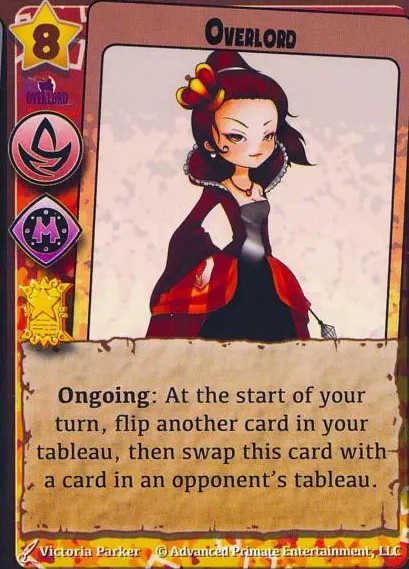 8
OVERLORD
OVERLORD
M
Ongoing: At the start of your
turn, flip another card in your
tableau, then swap this card with
a card in an opponent's tableau.
Victoria Parker © Advanced Primate Entertainment, LLC